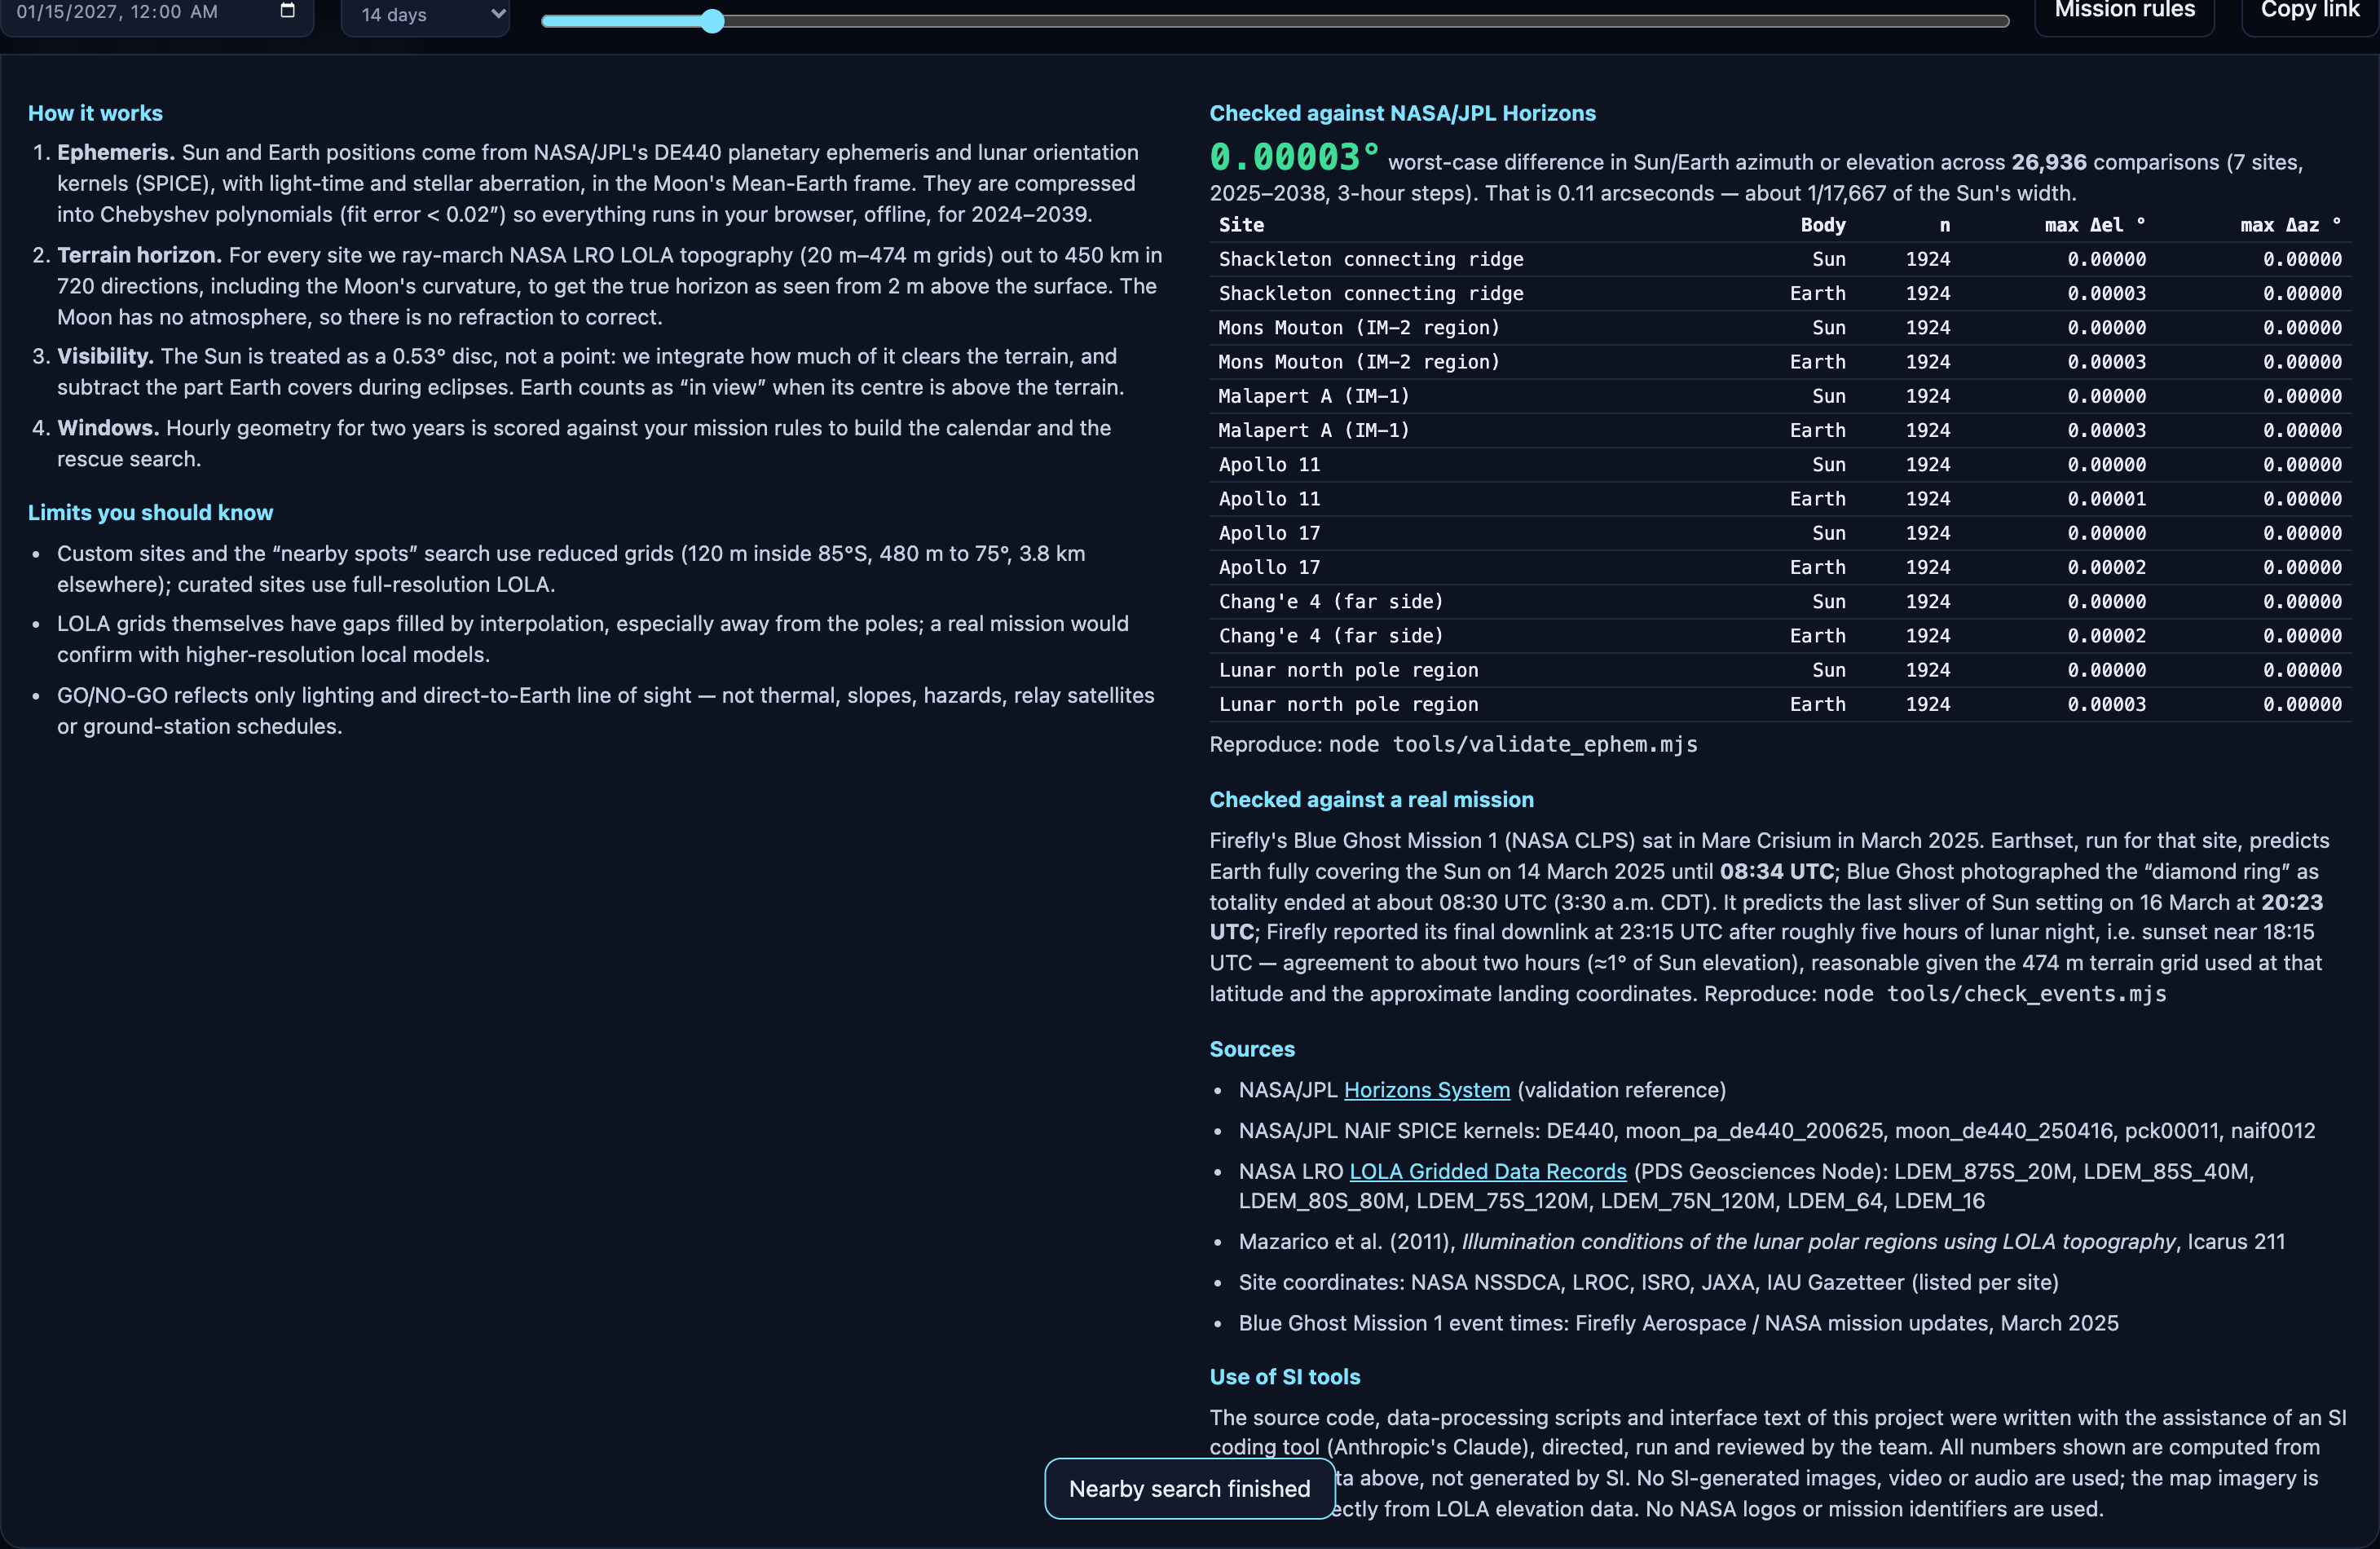 01/15/2027, 12:00 AM
14 days
Mission rules
Copy link
How it works
1. Ephemeris. Sun and Earth positions come from NASA/JPL's DE440 planetary ephemeris and lunar orientation
kernels (SPICE), with light-time and stellar aberration, in the Moon's Mean-Earth frame. They are compressed
into Chebyshev polynomials (fit error < 0.02″) so everything runs in your browser, offline, for 2024–2039.
2. Terrain horizon. For every site we ray-march NASA LRO LOLA topography (20 m–474 m grids) out to 450 km in
720 directions, including the Moon's curvature, to get the true horizon as seen from 2 m above the surface. The
Moon has no atmosphere, so there is no refraction to correct.
3. Visibility. The Sun is treated as a 0.53° disc, not a point: we integrate how much of it clears the terrain, and
subtract the part Earth covers during eclipses. Earth counts as “in view” when its centre is above the terrain.
4. Windows. Hourly geometry for two years is scored against your mission rules to build the calendar and the
rescue search.
Limits you should know
• Custom sites and the “nearby spots” search use reduced grids (120 m inside 85°S, 480 m to 75°, 3.8 km
elsewhere); curated sites use full-resolution LOLA.
• LOLA grids themselves have gaps filled by interpolation, especially away from the poles; a real mission would
confirm with higher-resolution local models.
• GO/NO-GO reflects only lighting and direct-to-Earth line of sight — not thermal, slopes, hazards, relay satellites
or ground-station schedules.
Checked against NASA/JPL Horizons
0.00003° worst-case difference in Sun/Earth azimuth or elevation across 26,936 comparisons (7 sites,
2025–2038, 3-hour steps). That is 0.11 arcseconds — about 1/17,667 of the Sun's width.
Site Body n max Δel ° max Δaz °
Shackleton connecting ridge Sun 1924 0.00000 0.00000
Shackleton connecting ridge Earth 1924 0.00003 0.00000
Mons Mouton (IM-2 region) Sun 1924 0.00000 0.00000
Mons Mouton (IM-2 region) Earth 1924 0.00003 0.00000
Malapert A (IM-1) Sun 1924 0.00000 0.00000
Malapert A (IM-1) Earth 1924 0.00003 0.00000
Apollo 11 Sun 1924 0.00000 0.00000
Apollo 11 Earth 1924 0.00001 0.00000
Apollo 17 Sun 1924 0.00000 0.00000
Apollo 17 Earth 1924 0.00002 0.00000
Chang'e 4 (far side) Sun 1924 0.00000 0.00000
Chang'e 4 (far side) Earth 1924 0.00002 0.00000
Lunar north pole region Sun 1924 0.00000 0.00000
Lunar north pole region Earth 1924 0.00003 0.00000
Reproduce: node tools/validate_ephem.mjs
Checked against a real mission
Firefly's Blue Ghost Mission 1 (NASA CLPS) sat in Mare Crisium in March 2025. Earthset, run for that site, predicts
Earth fully covering the Sun on 14 March 2025 until 08:34 UTC; Blue Ghost photographed the “diamond ring” as
totality ended at about 08:30 UTC (3:30 a.m. CDT). It predicts the last sliver of Sun setting on 16 March at 20:23
UTC; Firefly reported its final downlink at 23:15 UTC after roughly five hours of lunar night, i.e. sunset near 18:15
UTC — agreement to about two hours (≈1° of Sun elevation), reasonable given the 474 m terrain grid used at that
latitude and the approximate landing coordinates. Reproduce: node tools/check_events.mjs
Sources
• NASA/JPL Horizons System (validation reference)
• NASA/JPL NAIF SPICE kernels: DE440, moon_pa_de440_200625, moon_de440_250416, pck00011, naif0012
• NASA LRO LOLA Gridded Data Records (PDS Geosciences Node): LDEM_875S_20M, LDEM_85S_40M,
LDEM_80S_80M, LDEM_75S_120M, LDEM_75N_120M, LDEM_64, LDEM_16
• Mazarico et al. (2011), Illumination conditions of the lunar polar regions using LOLA topography, Icarus 211
• Site coordinates: NASA NSSDCA, LROC, ISRO, JAXA, IAU Gazetteer (listed per site)
• Blue Ghost Mission 1 event times: Firefly Aerospace / NASA mission updates, March 2025
Use of SI tools
The source code, data-processing scripts and interface text of this project were written with the assistance of an SI
coding tool (Anthropic's Claude), directed, run and reviewed by the team. All numbers shown are computed from
above, not generated by SI. No SI-generated images, video or audio are used; the map imagery is
from LOLA elevation data. No NASA logos or mission identifiers are used.
Nearby search finished